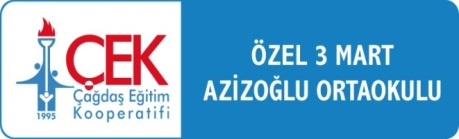 ÇEK
Çağdaş Eğitim
Kooperatifi
1995
ÖZEL 3 MART
AZİZOĞLU ORTAOKULU